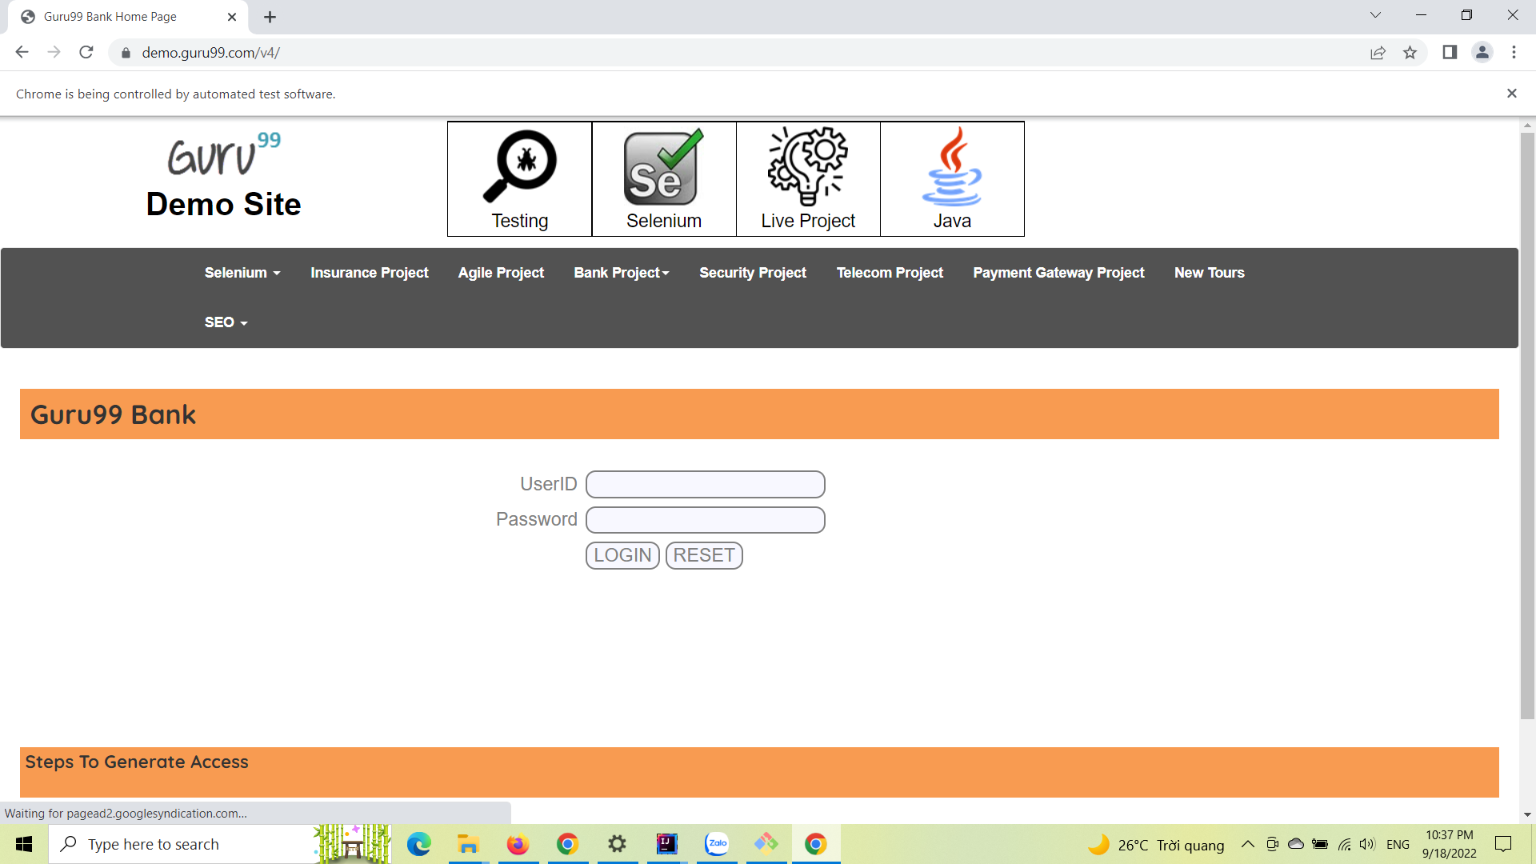 Guru99 Bank Home Page
demo.guru99.com/v4/
Chrome is being controlled by automated test software.
Guru99
Demo Site
Testing
Se
Selenium
Live Project
Java
Selenium
Insurance Project
Agile Project
Bank Project
Security Project
Telecom Project
Payment Gateway Project
New Tours
SEO
Guru99 Bank
UserID
Password
LOGIN RESET
Steps To Generate Access
Waiting for pagead2.googlesyndication.com...
Type here to search
IJ
Zalo
26°C Trời quang
ENG
10:37 PM
9/18/2022